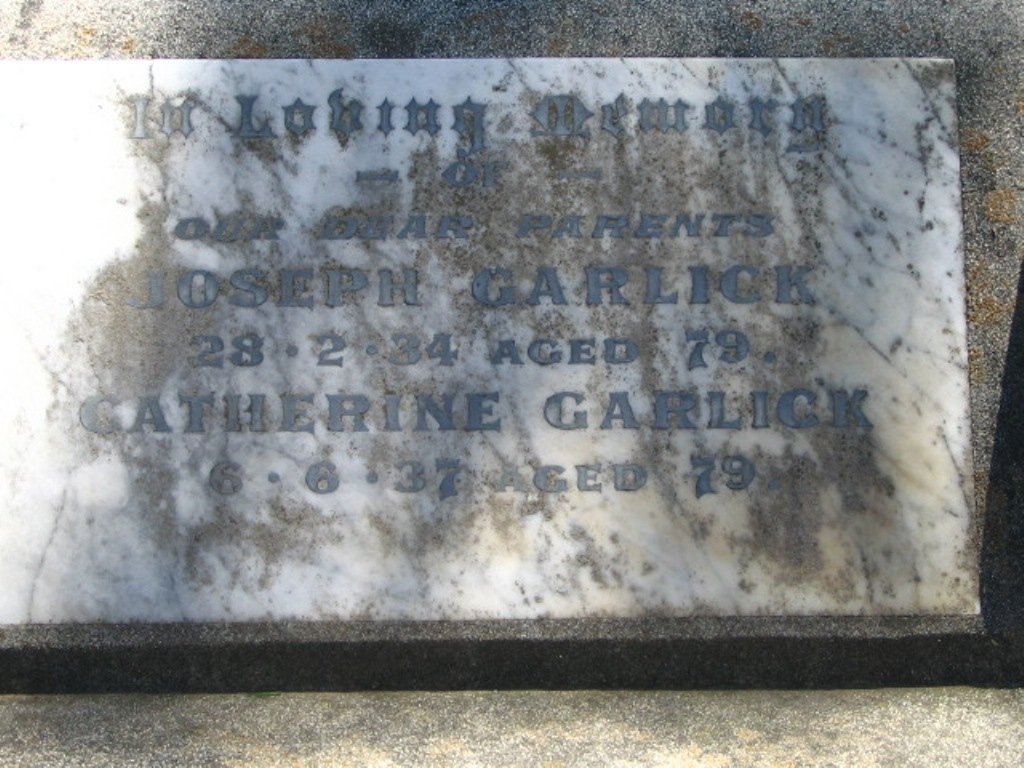 In Loving Memory
— OF —
OUR DEAR PARENTS
JOSEPH GARLICK
28 · 2 · 34 AGED 79.
CATHERINE GARLICK
6 · 6 · 37 AGED 79.